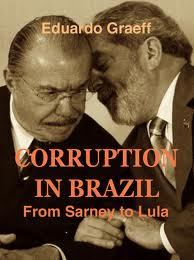 Eduardo Graeff
CORRUPTION
IN BRAZIL
From Sarney to Lula